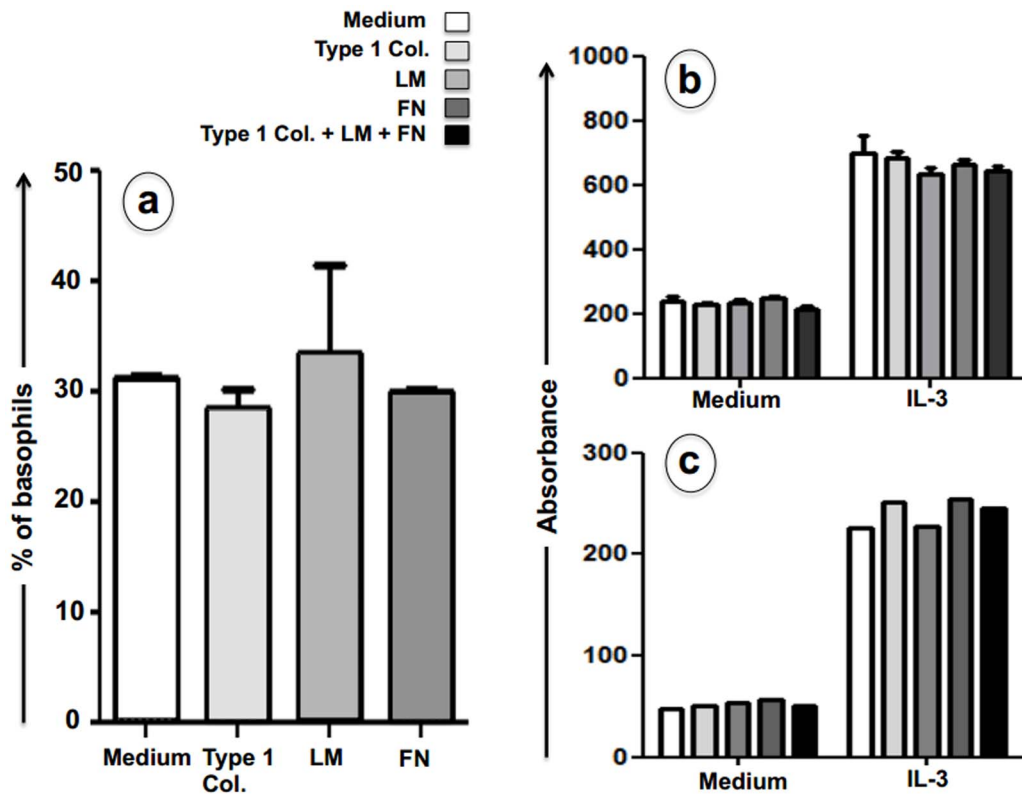 Medium
Type 1 Col.
LM
FN
Type 1 Col. + LM + FN
a
% of basophils
50
40
30
20
10
0
Medium
Type 1
Col.
LM
FN
Absorbance
b
1000
800
600
400
200
0
Medium
IL-3
c
300
200
100
0
Medium
IL-3